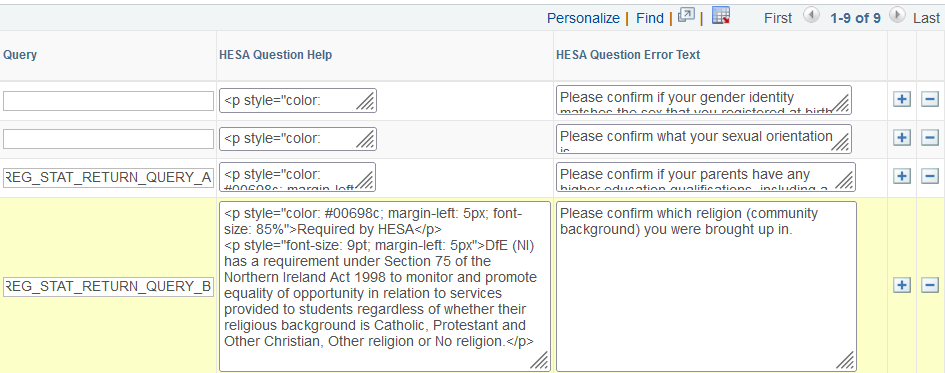 Personalize | Find | | First 1-9 of 9 Last
Query HESA Question Help HESA Question Error Text
<p style="color:
Please confirm if your gender identity
matches the sex that you registered at birth
<p style="color:
Please confirm what your sexual orientation
is
REG_STAT_RETURN_QUERY_A
<p style="color:
#00698c; margin-left:
Please confirm if your parents have any
higher education qualifications, including a
REG_STAT_RETURN_QUERY_B
<p style="color: #00698c; margin-left: 5px; font-
size: 85%">Required by HESA</p>
<p style="font-size: 9pt; margin-left: 5px">DfE (NI)
has a requirement under Section 75 of the
Northern Ireland Act 1998 to monitor and promote
equality of opportunity in relation to services
provided to students regardless of whether their
religious background is Catholic, Protestant and
Other Christian, Other religion or No religion.</p>
Please confirm which religion (community
background) you were brought up in.